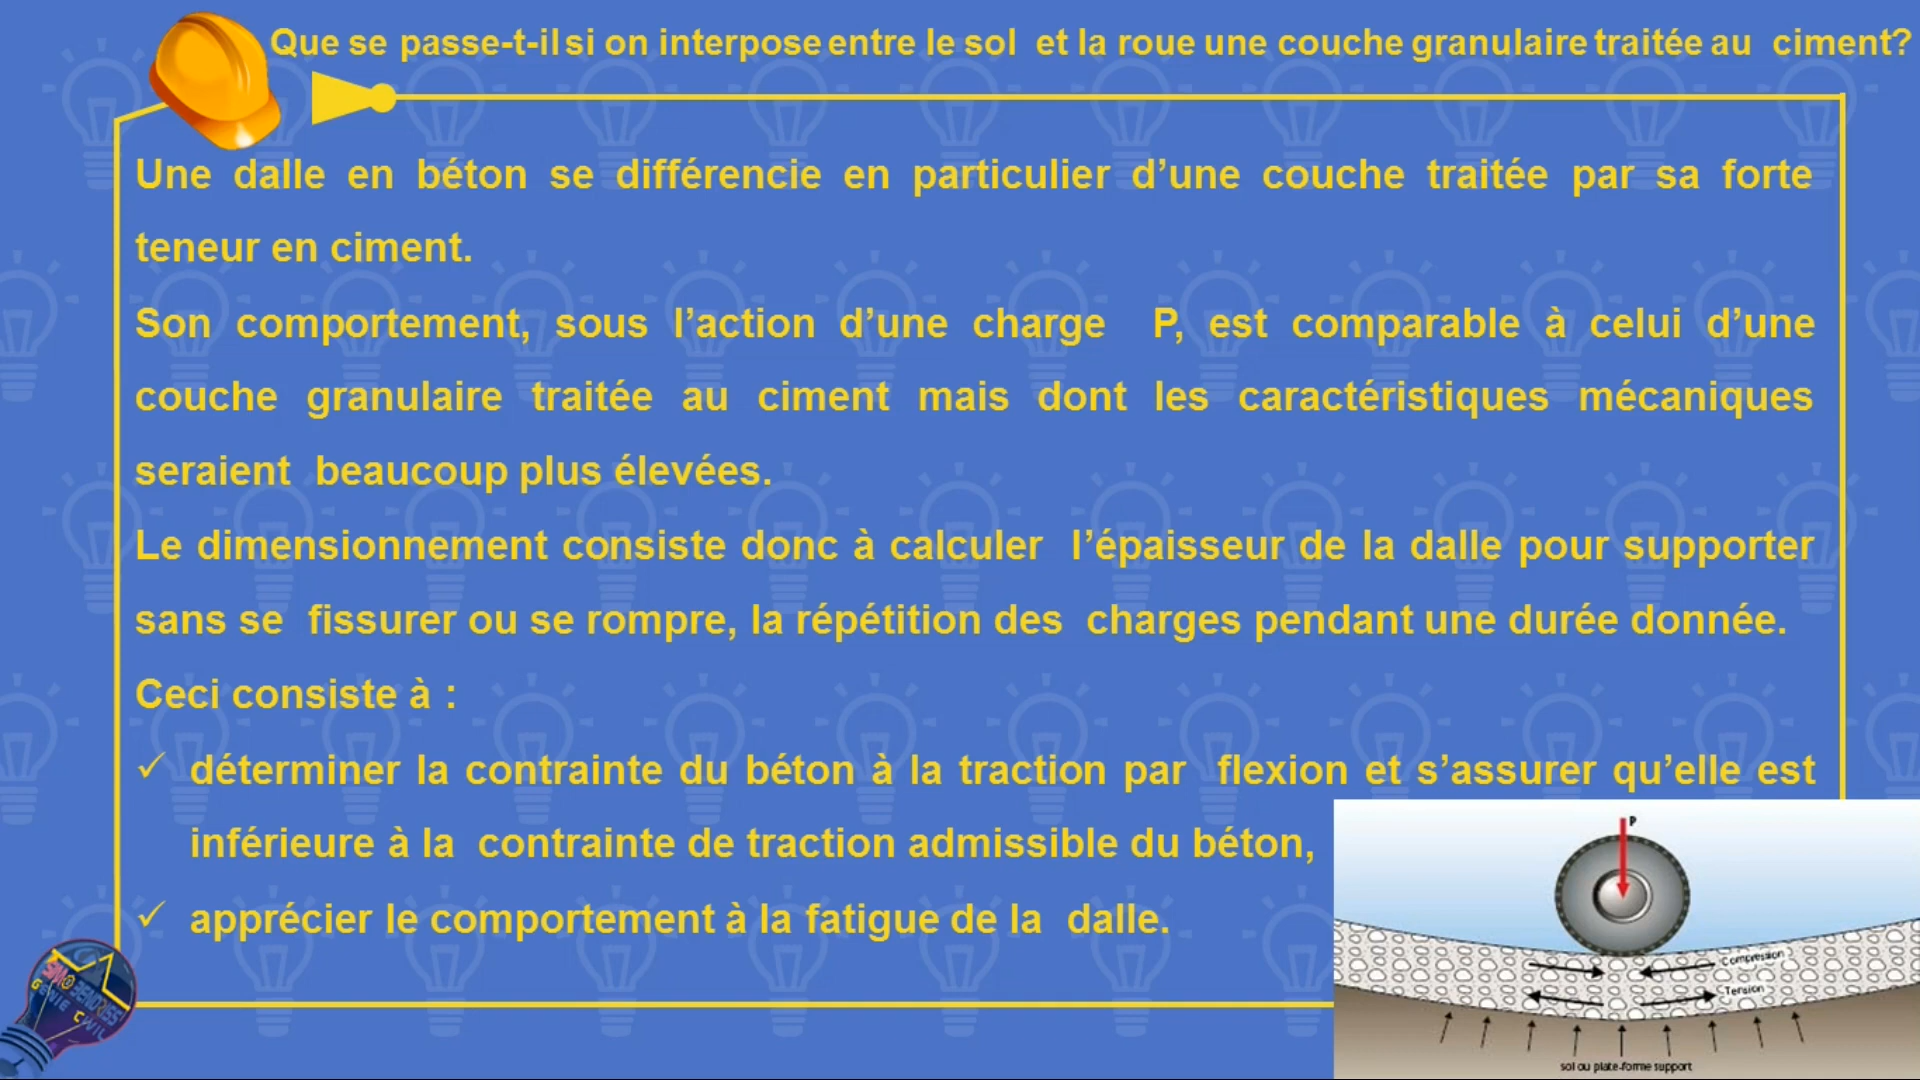 Que se passe-t-il si on interpose entre le sol et la roue une couche granulaire traitée au ciment?
Une dalle en béton se différencie en particulier d’une couche traitée par sa forte
teneur en ciment.
Son comportement, sous l’action d’une charge P, est comparable à celui d’une
couche granulaire traitée au ciment mais dont les caractéristiques mécaniques
seraient beaucoup plus élevées.
Le dimensionnement consiste donc à calculer l’épaisseur de la dalle pour supporter
sans se fissurer ou se rompre, la répétition des charges pendant une durée donnée.
Ceci consiste à :
✓ déterminer la contrainte du béton à la traction par flexion et s’assurer qu’elle est
inférieure à la contrainte de traction admissible du béton,
✓ apprécier le comportement à la fatigue de la dalle.
P
Compression
Tension
sol ou plate-forme support
GENIE CIVIL